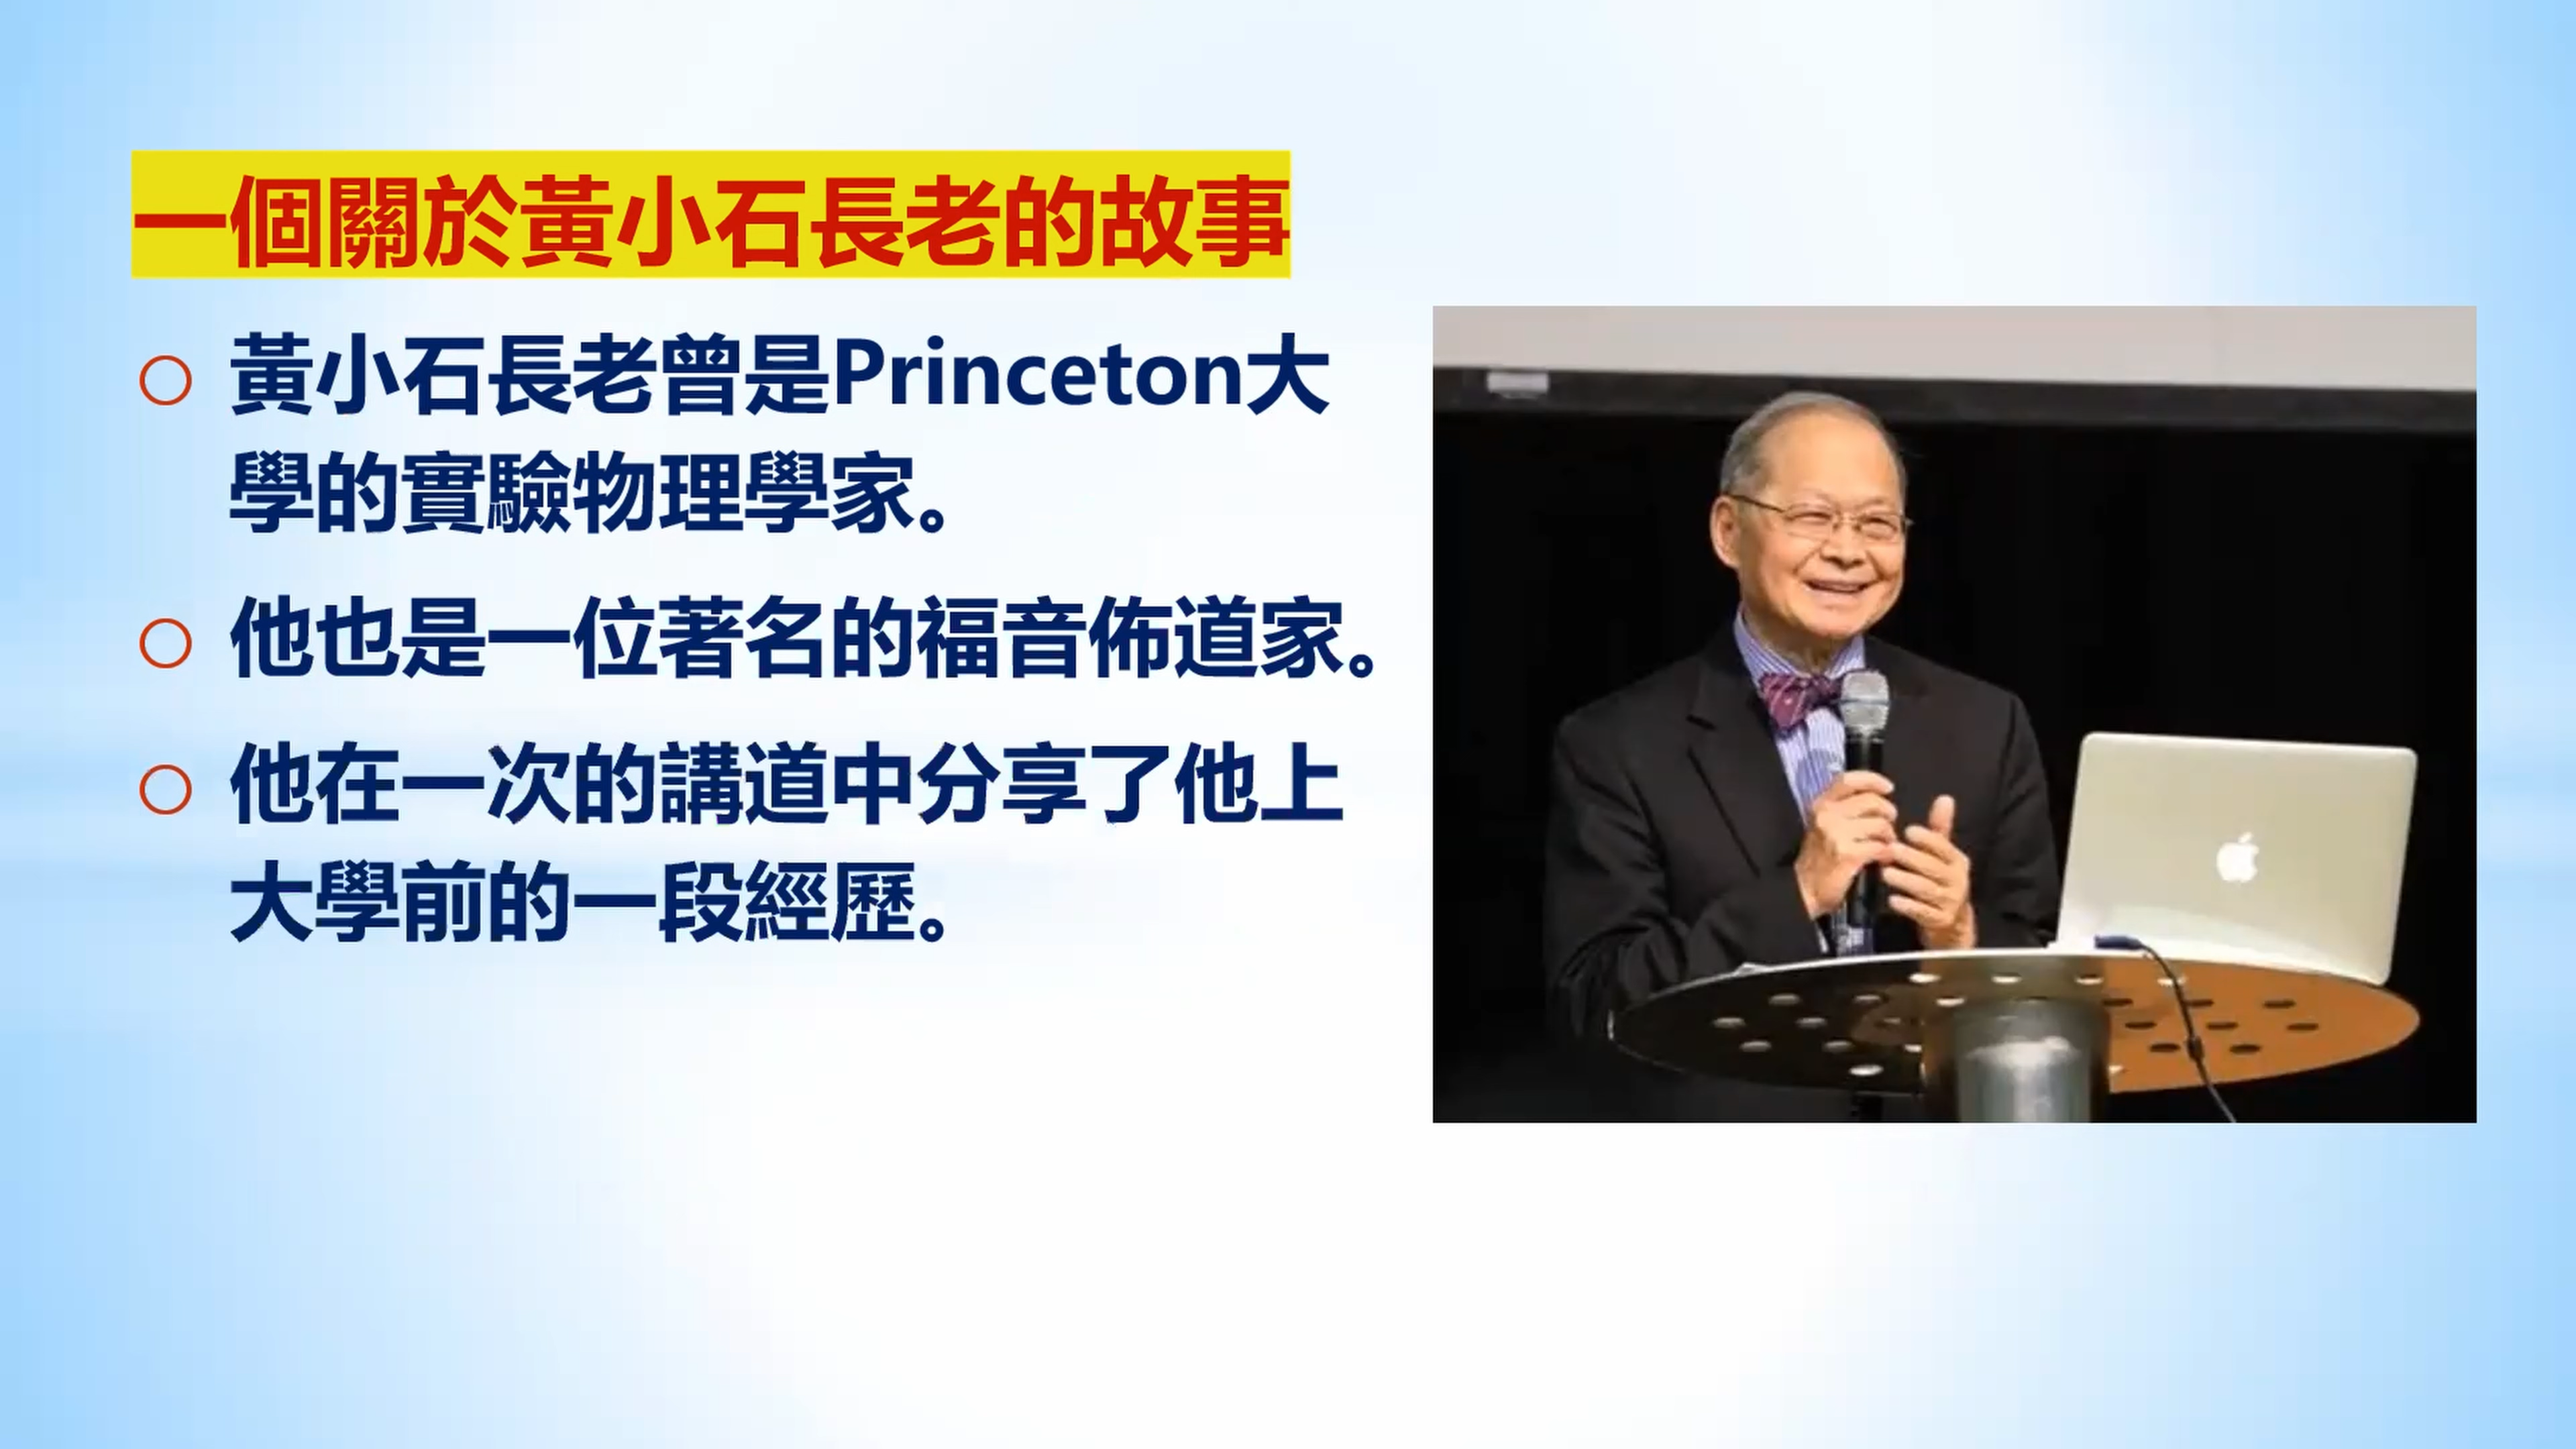 一個關於黃小石長老的故事
黃小石長老曾是Princeton大
學的實驗物理學家。
他也是一位著名的福音佈道家。
他在一次的講道中分享了他上
大學前的一段經歷。